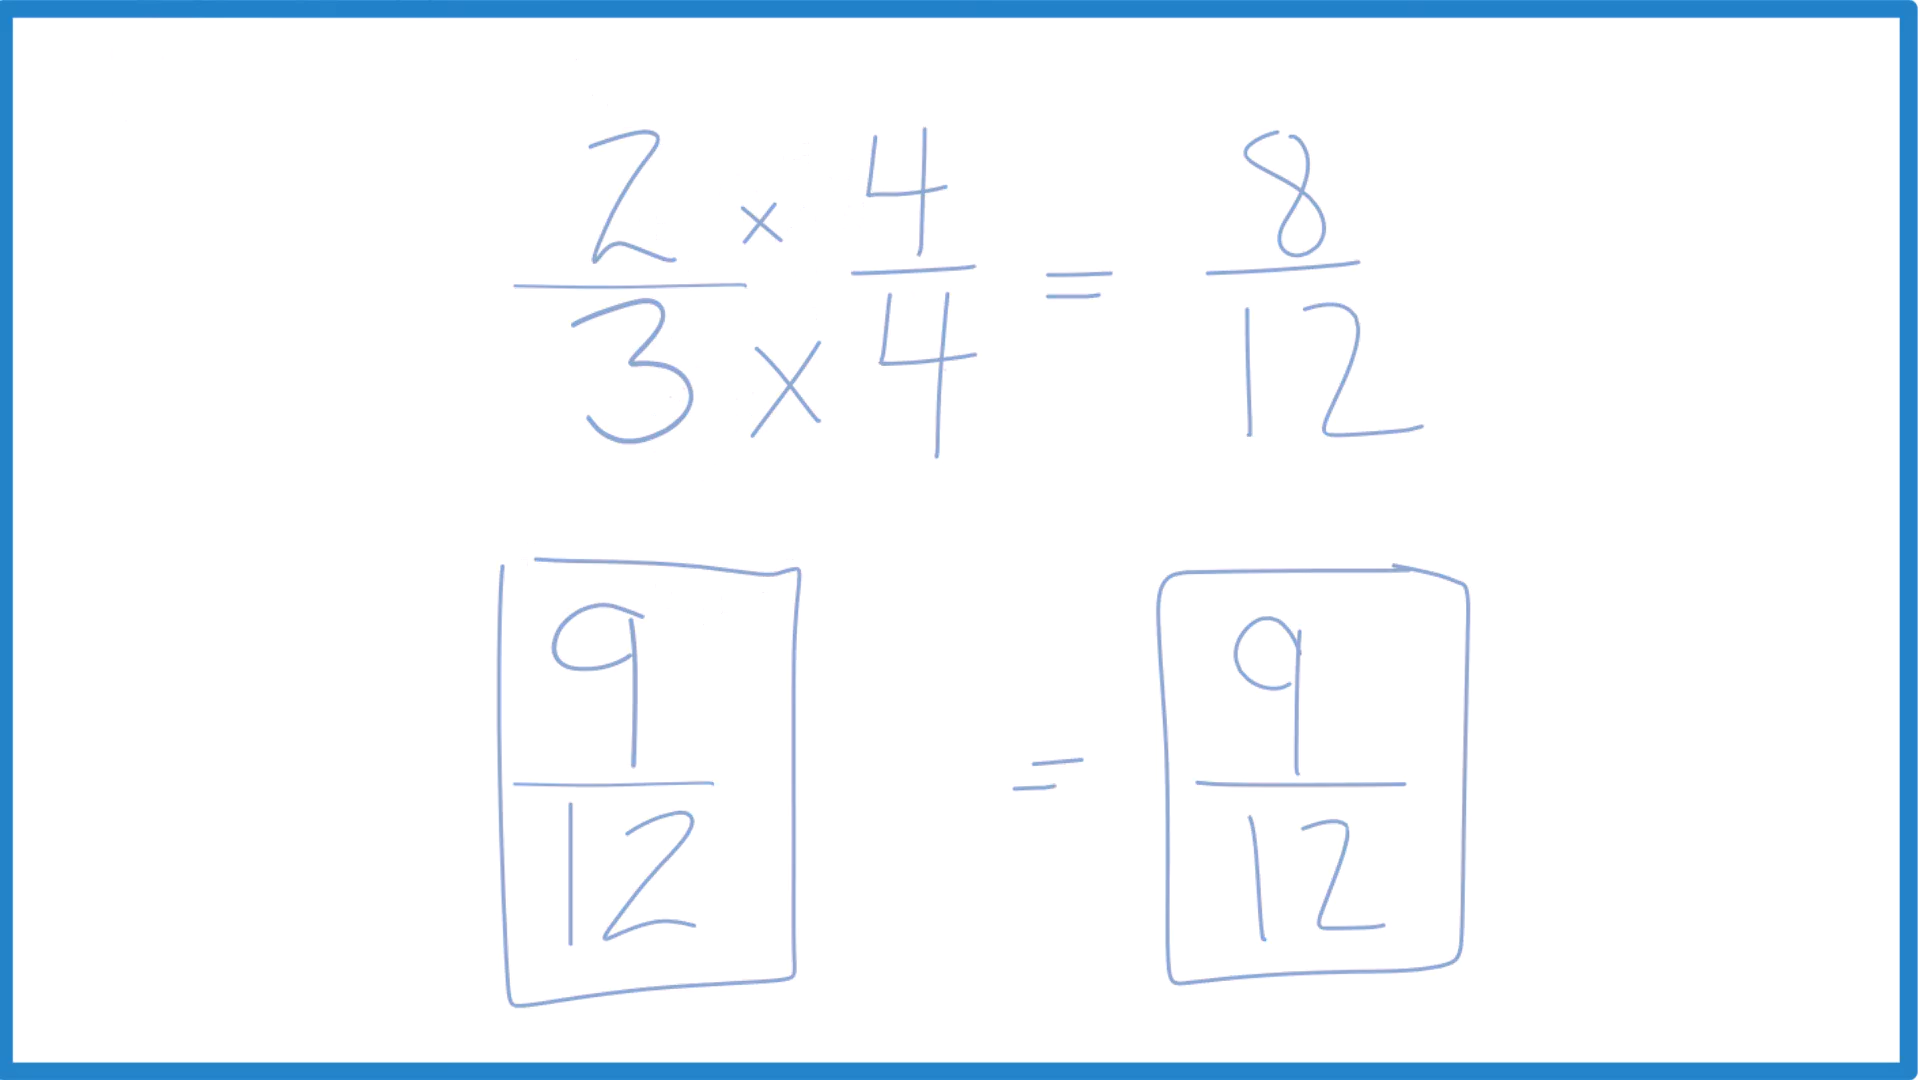 2/3 × 4/4 = 8/12
9/12 = 9/12